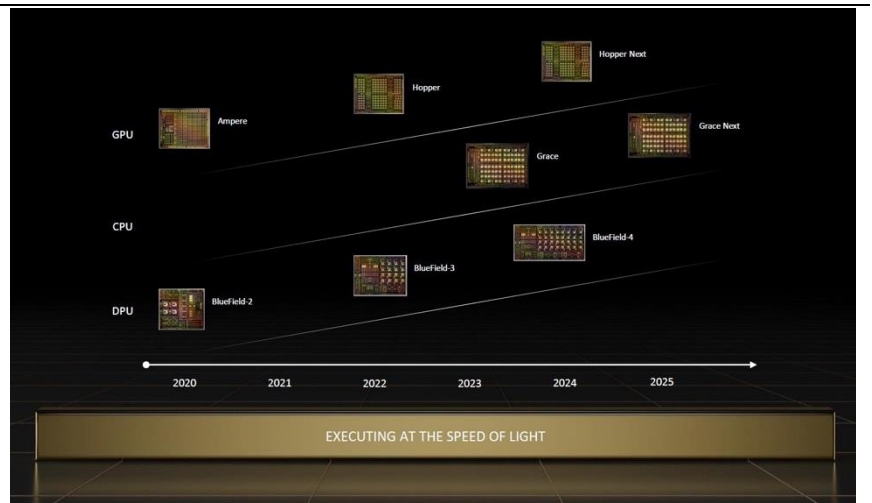 Hopper Next
Hopper
Ampere
GPU
Grace Next
Grace
CPU
BlueField-4
BlueField-3
BlueField-2
DPU
2020 2021 2022 2023 2024 2025
EXECUTING AT THE SPEED OF LIGHT